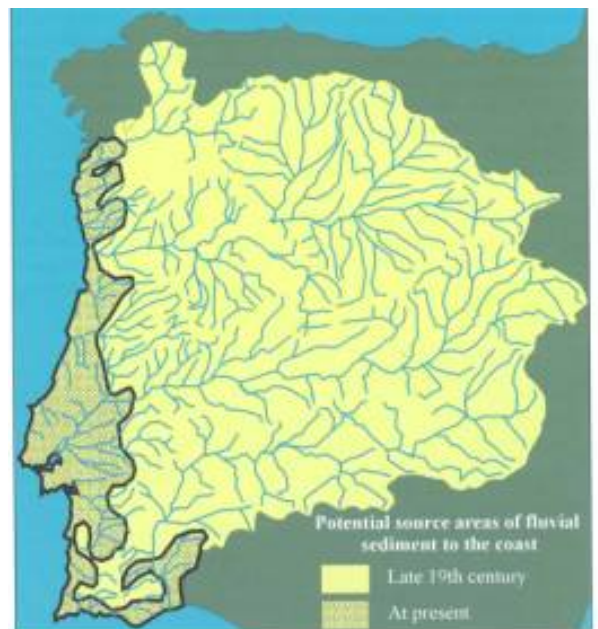 Potential source areas of fluvial
sediment to the coast
Late 19th century
At present